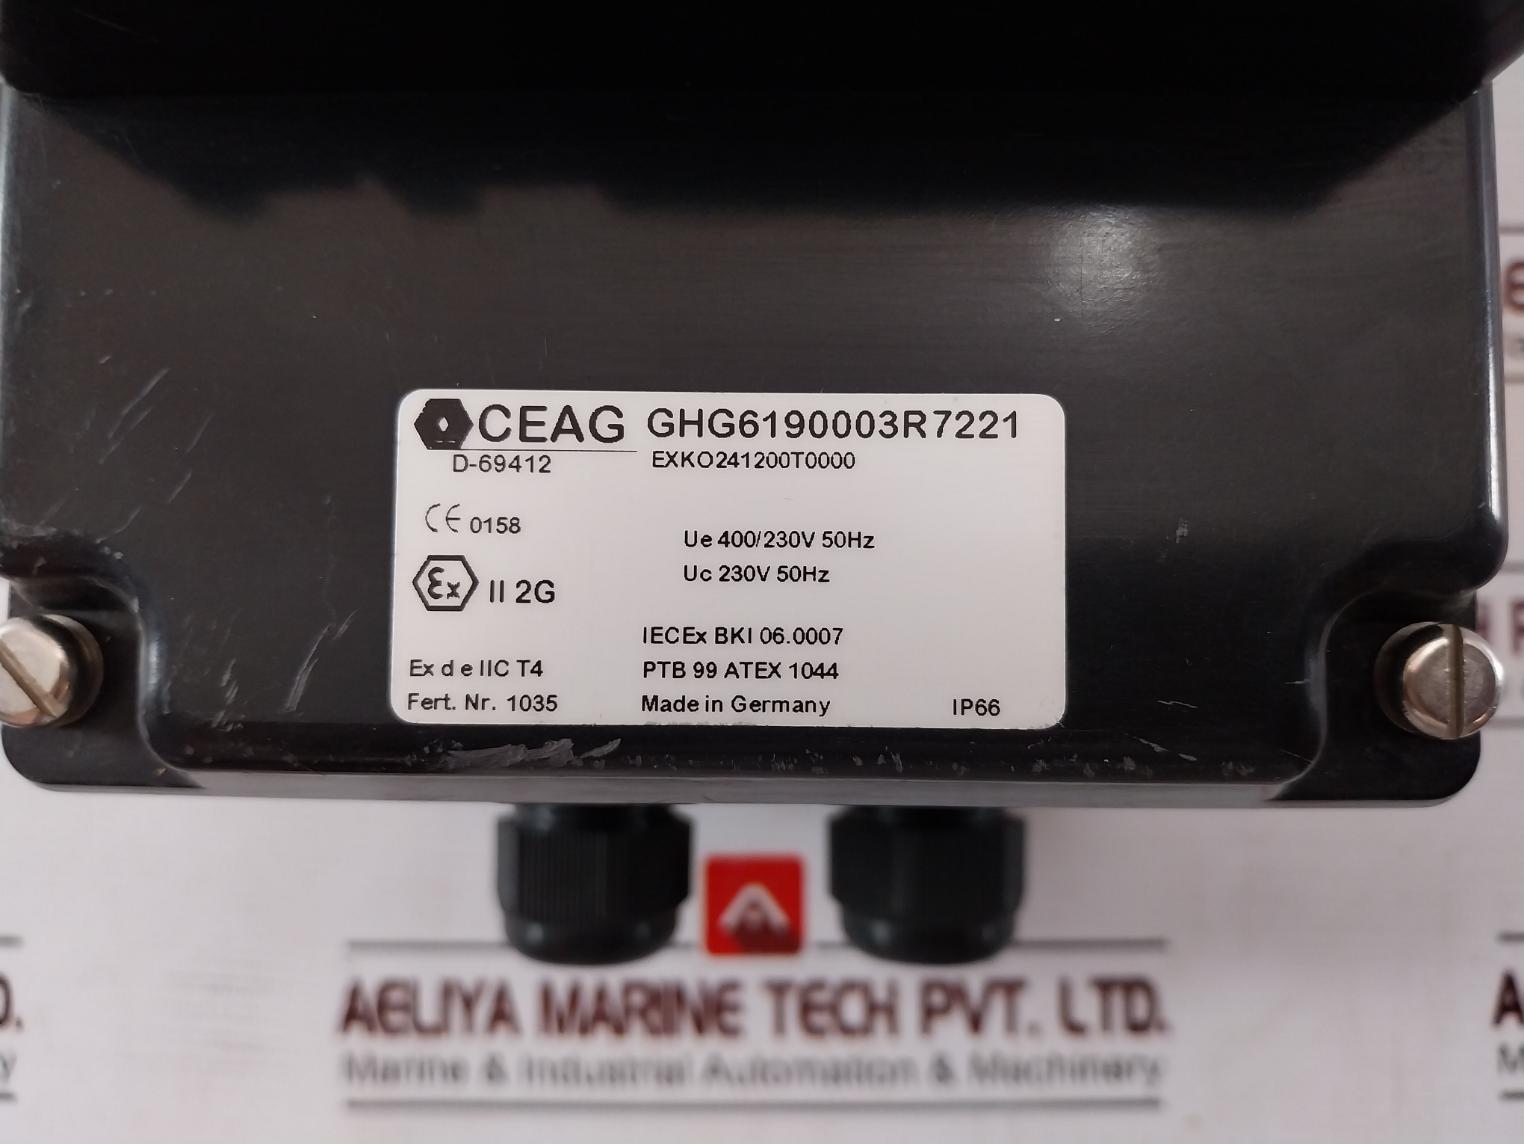 CEAG GHG6190003R7221
D-69412 EXKO241200T0000
CE 0158
Ue 400/230V 50Hz
Uc 230V 50Hz
Ex II 2G
IECEx BKI 06.0007
Ex d e IIC T4 PTB 99 ATEX 1044
Fert. Nr. 1035 Made in Germany IP66
AELIYA MARINE TECH PVT. LTD.
Marine & Industrial Automation & Machinery